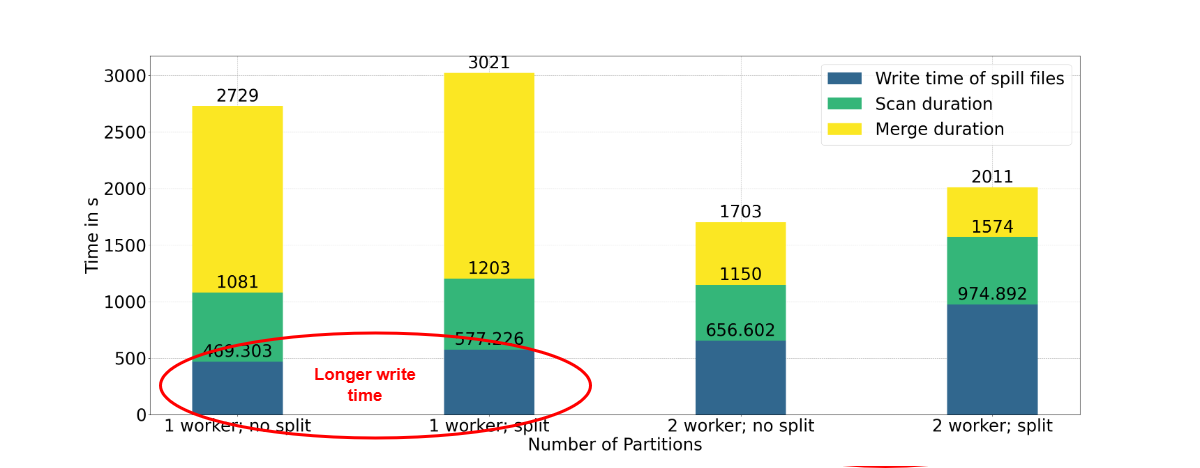 3021
3000
2729
Write time of spill files
Scan duration
Merge duration
2500
2000
2011
1703
1574
Time in s
1500
1081
1203
1150
1000
974.892
656.602
577.226
469.303
500
Longer write
time
0
1 worker; no split
1 worker; split
2 worker; no split
2 worker; split
Number of Partitions